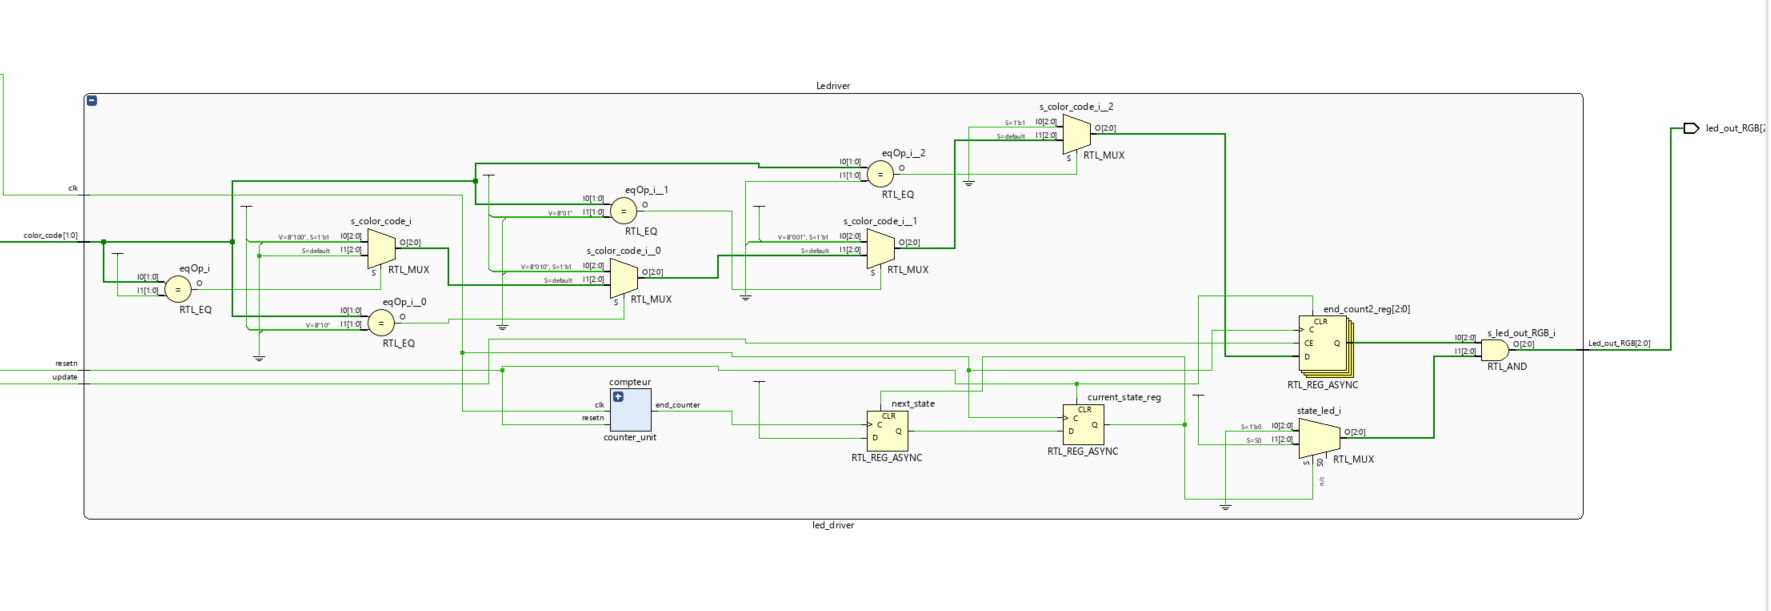 Ledriver
s_color_code_i__2
S=1'b1 I0[2:0]
S=default I1[2:0]
O[2:0]
S
RTL_MUX
eqOp_i__2
I0[1:0]
I1[1:0]
O
RTL_EQ
led_out_RGB[2
clk
eqOp_i__1
I0[1:0]
V=B"01" I1[1:0]
O
RTL_EQ
color_code[1:0]
s_color_code_i
V=B"100", S=1'b1 I0[2:0]
S=default I1[2:0]
O[2:0]
S
RTL_MUX
s_color_code_i__1
V=B"001", S=1'b1 I0[2:0]
S=default I1[2:0]
O[2:0]
S
RTL_MUX
s_color_code_i__0
V=B"010", S=1'b1 I0[2:0]
S=default I1[2:0]
O[2:0]
S
RTL_MUX
eqOp_i
I0[1:0]
I1[1:0]
O
RTL_EQ
eqOp_i__0
I0[1:0]
V=B"10" I1[1:0]
O
RTL_EQ
end_count2_reg[2:0]
CLR
C
CE
D
Q
RTL_REG_ASYNC
s_led_out_RGB_i
I0[2:0]
I1[2:0]
O[2:0]
RTL_AND
Led_out_RGB[2:0]
resetn
update
compteur
clk
resetn
end_counter
counter_unit
next_state
CLR
C
D
Q
RTL_REG_ASYNC
current_state_reg
CLR
C
D
Q
RTL_REG_ASYNC
state_led_i
S=1'b0 I0[2:0]
S=S0 I1[2:0]
O[2:0]
S
S0
RTL_MUX
n/c
led_driver